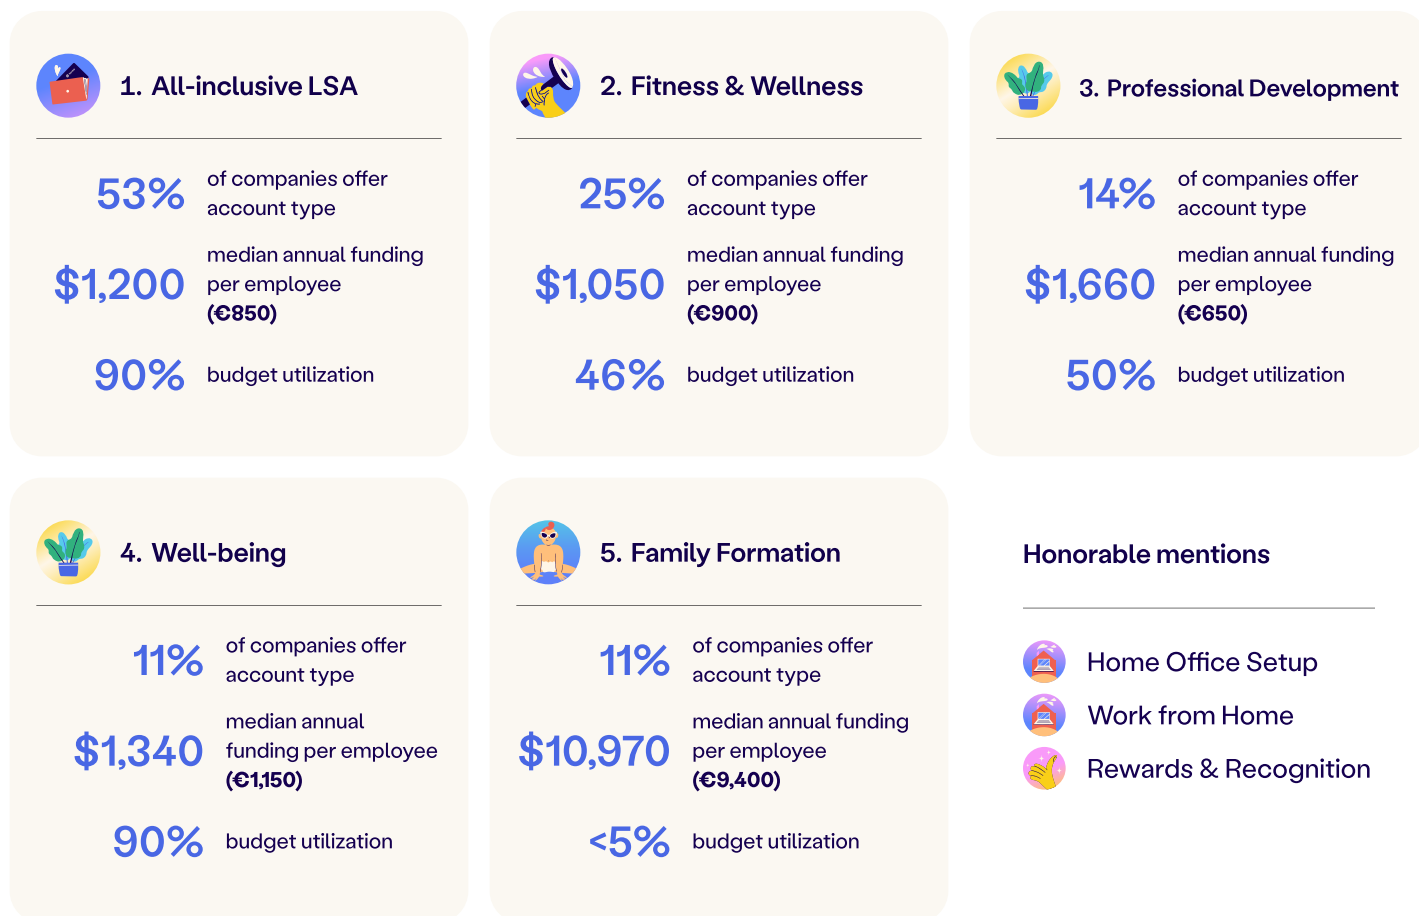 1. All-inclusive LSA
53%
of companies offer
account type
$1,200
median annual funding
per employee
(€850)
90%
budget utilization
2. Fitness & Wellness
25%
of companies offer
account type
$1,050
median annual funding
per employee
(€900)
46%
budget utilization
3. Professional Development
14%
of companies offer
account type
$1,660
median annual funding
per employee
(€650)
50%
budget utilization
4. Well-being
11%
of companies offer
account type
$1,340
median annual
funding per employee
(€1,150)
90%
budget utilization
5. Family Formation
11%
of companies offer
account type
$10,970
median annual funding
per employee
(€9,400)
<5%
budget utilization
Honorable mentions
Home Office Setup
Work from Home
Rewards & Recognition